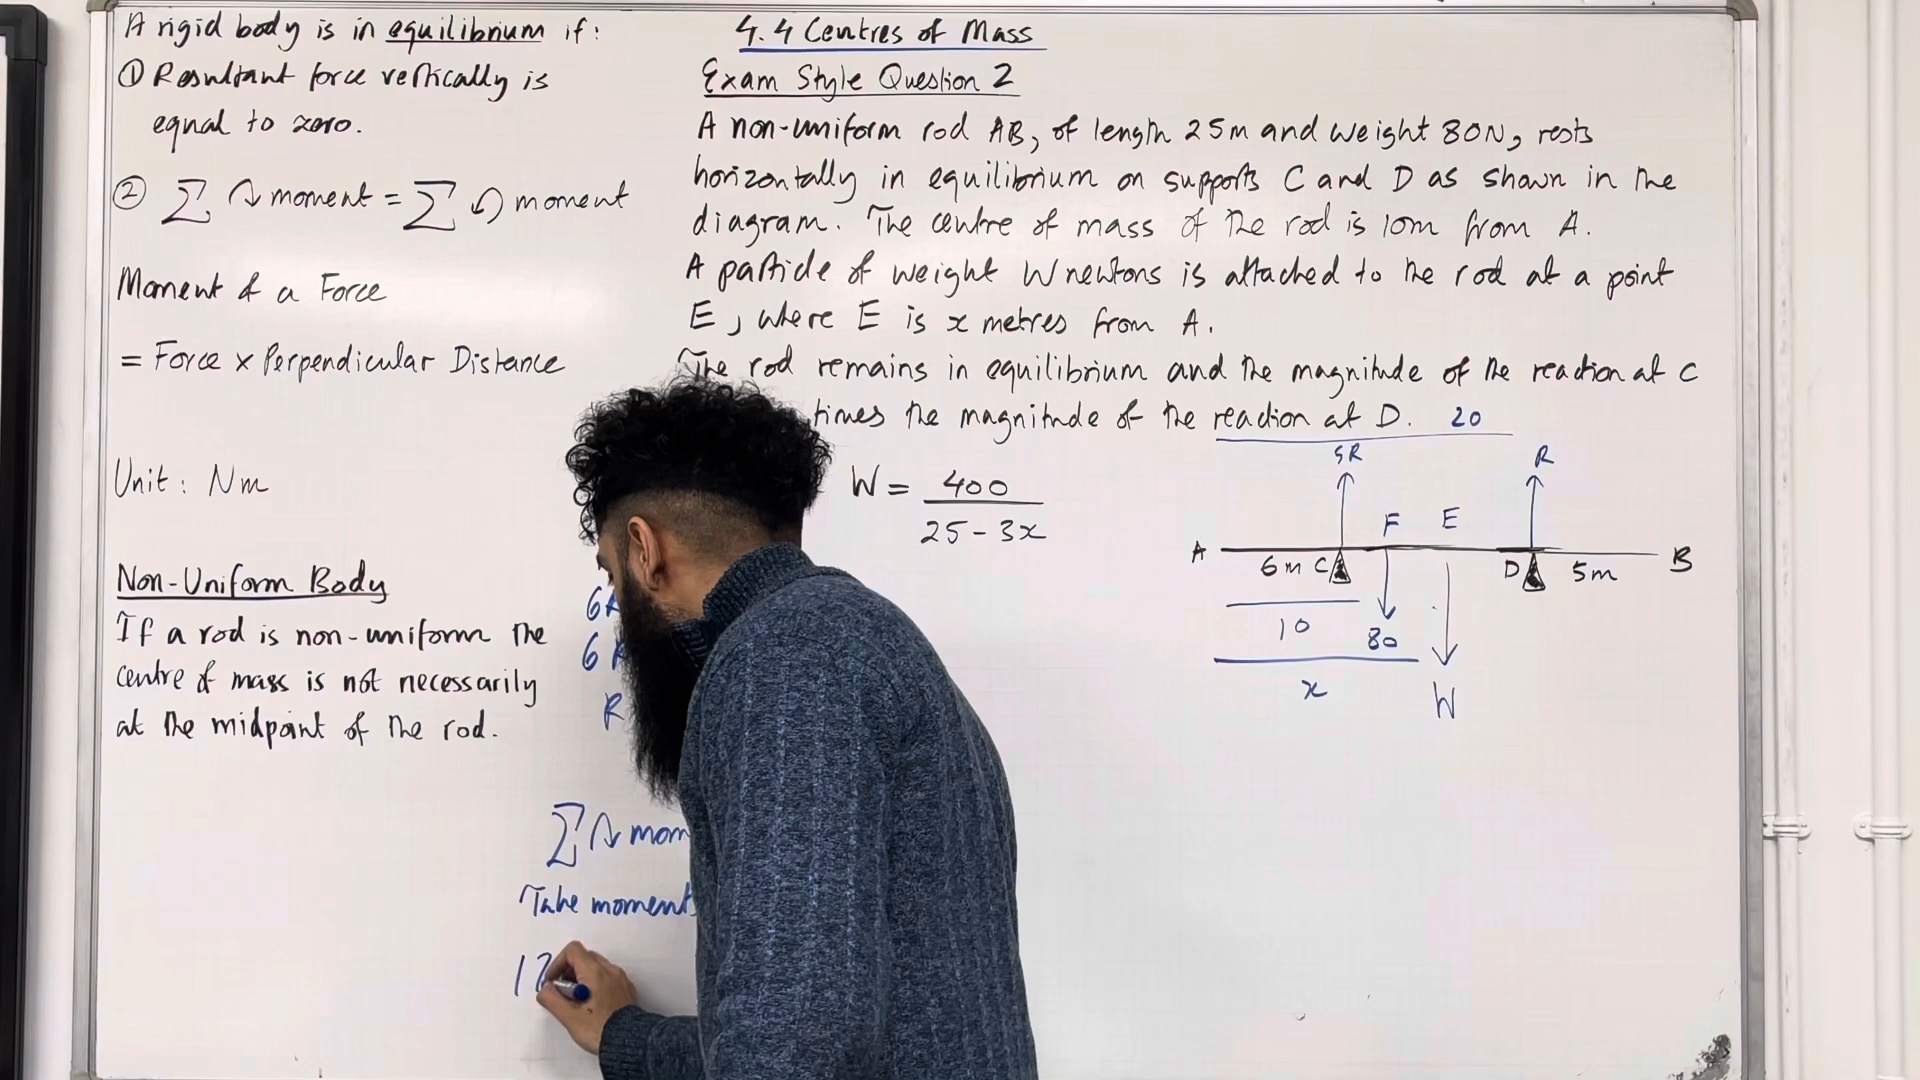 A rigid body is in equilibrium if:
① Resultant force vertically is
equal to zero.
② ∑ ↷ moment = ∑ ↶ moment
Moment of a Force
= Force × Perpendicular Distance
Unit: Nm
Non-Uniform Body
If a rod is non-uniform the
centre of mass is not necessarily
at the midpoint of the rod.
4.4 Centres of Mass
Exam Style Question 2
A non-uniform rod AB, of length 25m and weight 80N, rests
horizontally in equilibrium on supports C and D as shown in the
diagram. The centre of mass of the rod is 10m from A.
A particle of weight W newtons is attached to the rod at a point
E, where E is x metres from A.
The rod remains in equilibrium and the magnitude of the reaction at C
times the magnitude of the reaction at D.
W = 400
25 - 3x
6
6
R
∑ ↷ mom
Take moments
20
5R R
F E
A 6m C D 5m B
10 80
x W